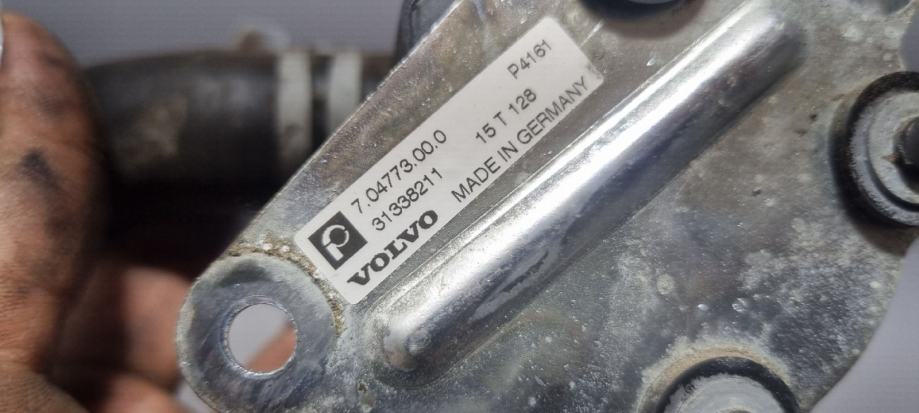 7.04773.00.0
31338211
VOLVO
P4161
15 T 128
MADE IN GERMANY